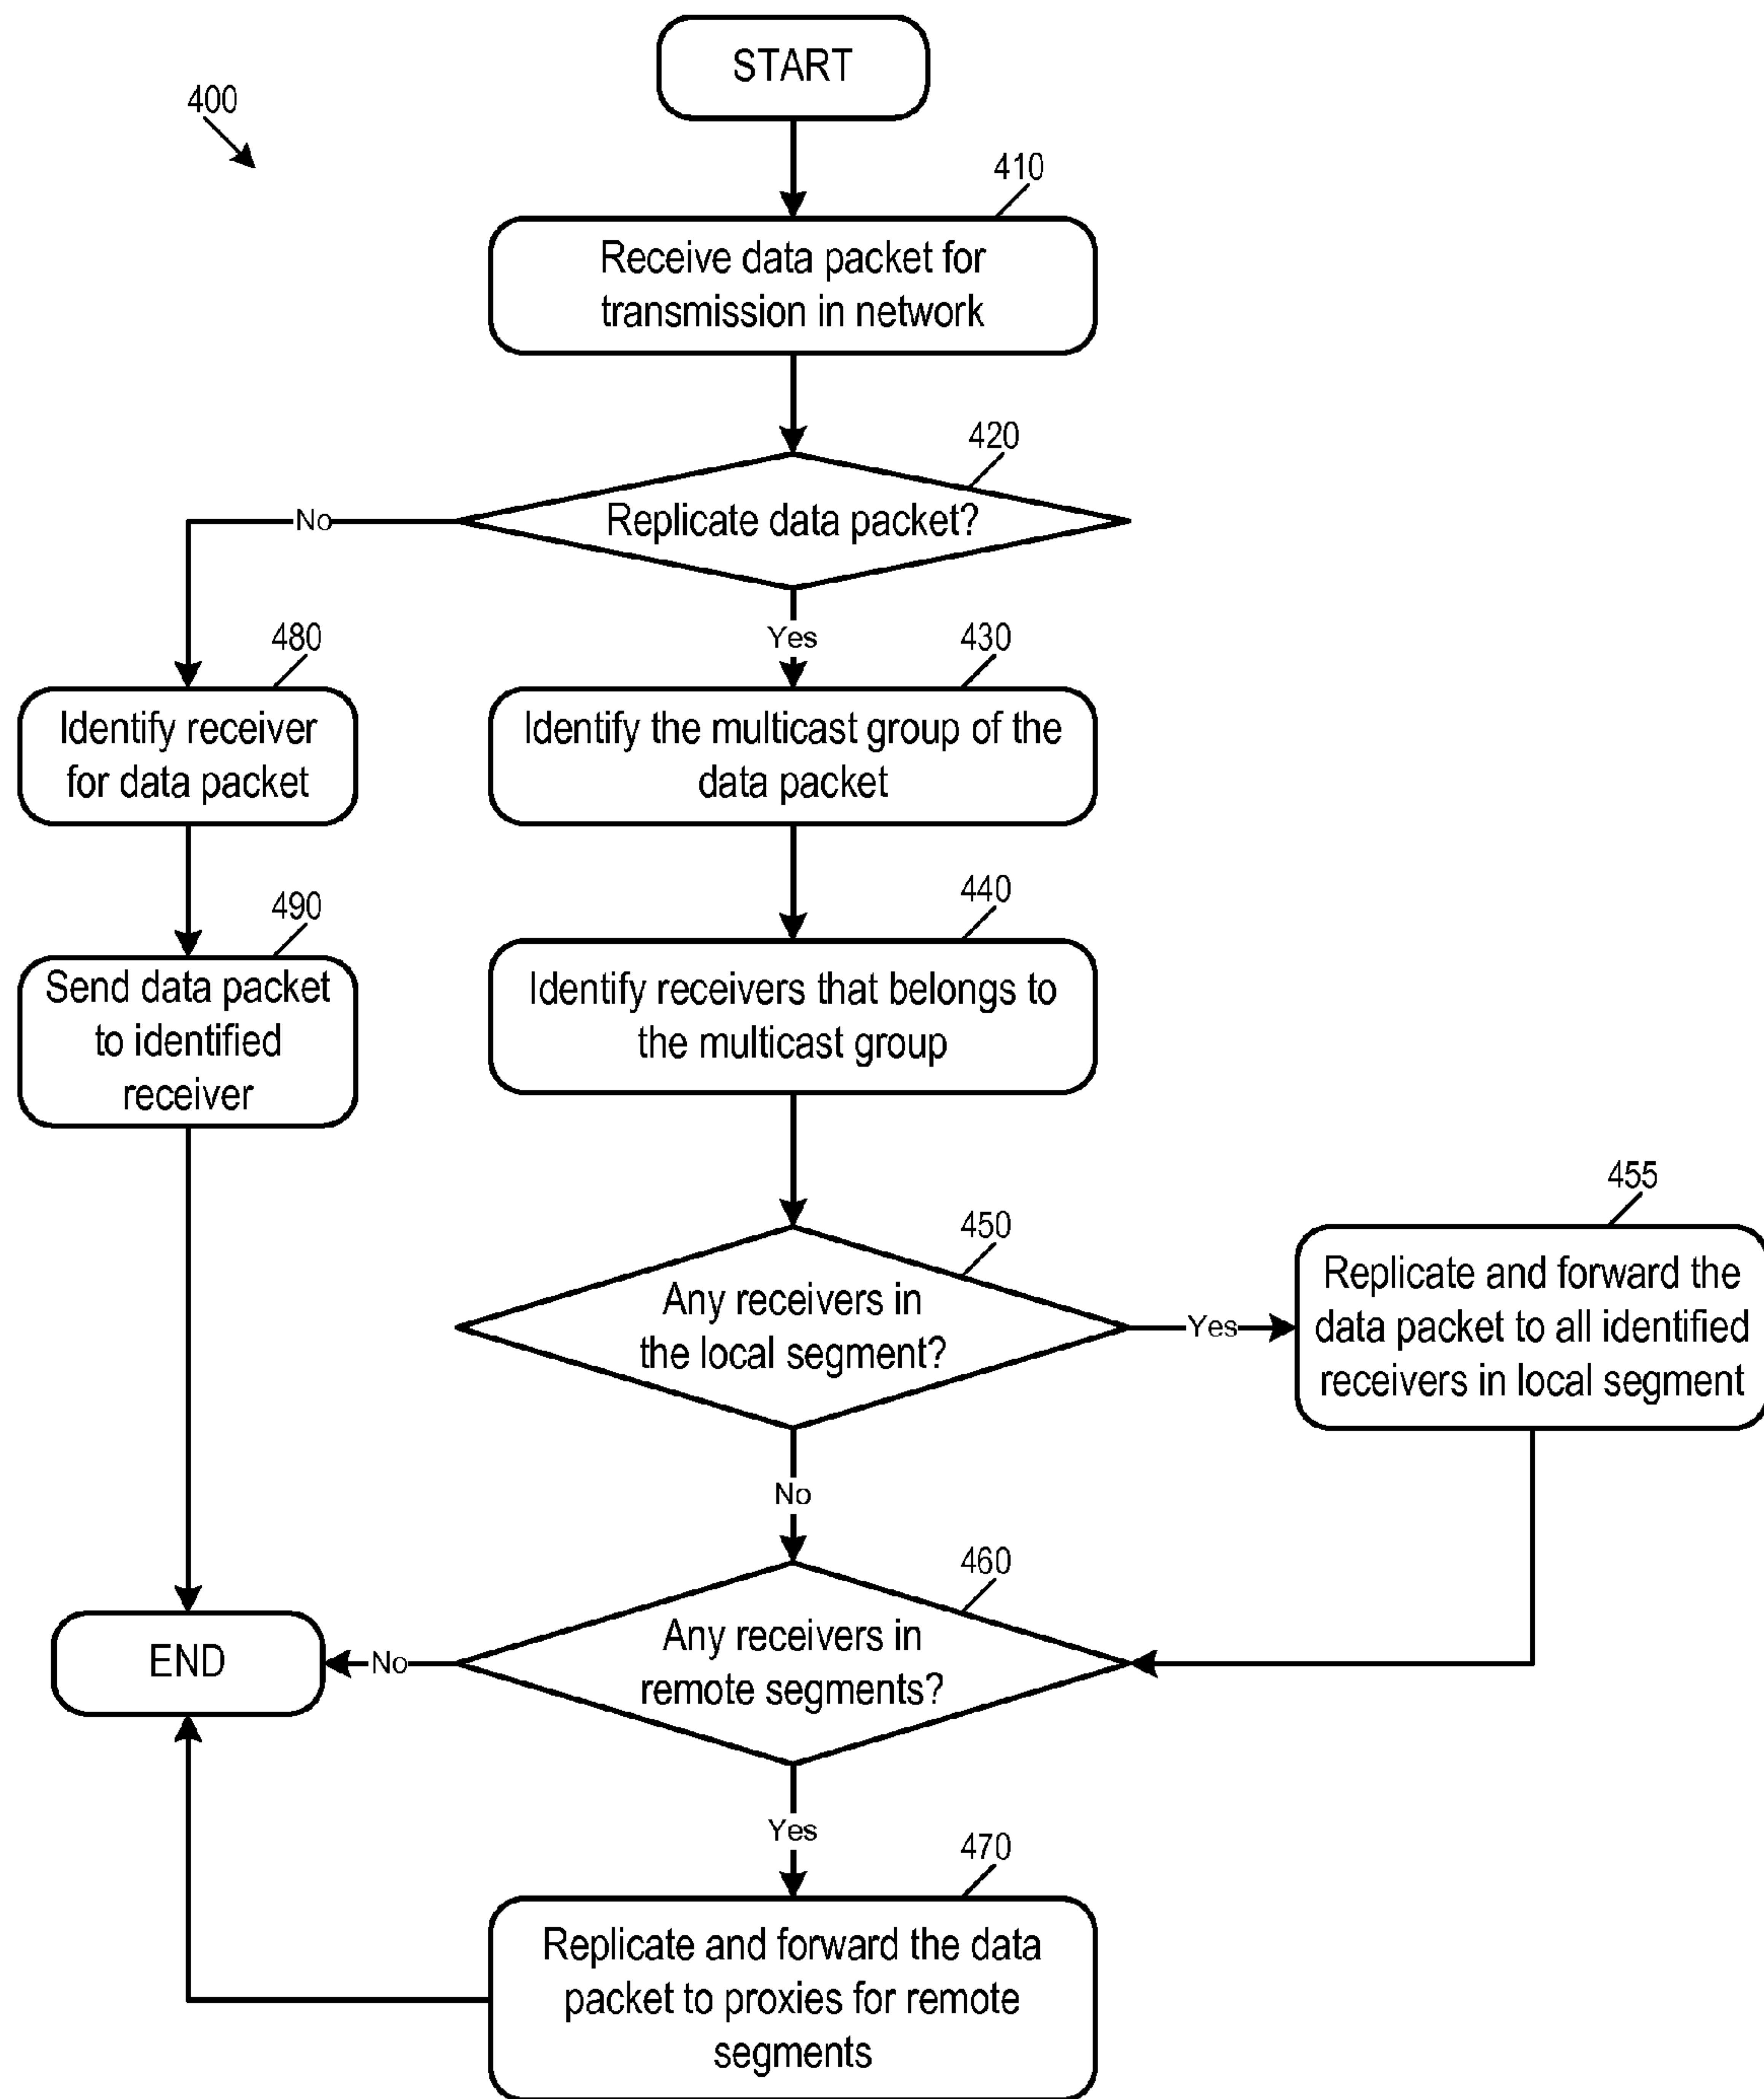 START
400
410
Receive data packet for
transmission in network
420
Replicate data packet?
No
Yes
480
430
Identify receiver
for data packet
Identify the multicast group of the
data packet
490
440
Send data packet
to identified
receiver
Identify receivers that belongs to
the multicast group
450
455
Any receivers in
the local segment?
Yes
Replicate and forward the
data packet to all identified
receivers in local segment
No
460
END
No
Any receivers in
remote segments?
Yes
470
Replicate and forward the data
packet to proxies for remote
segments